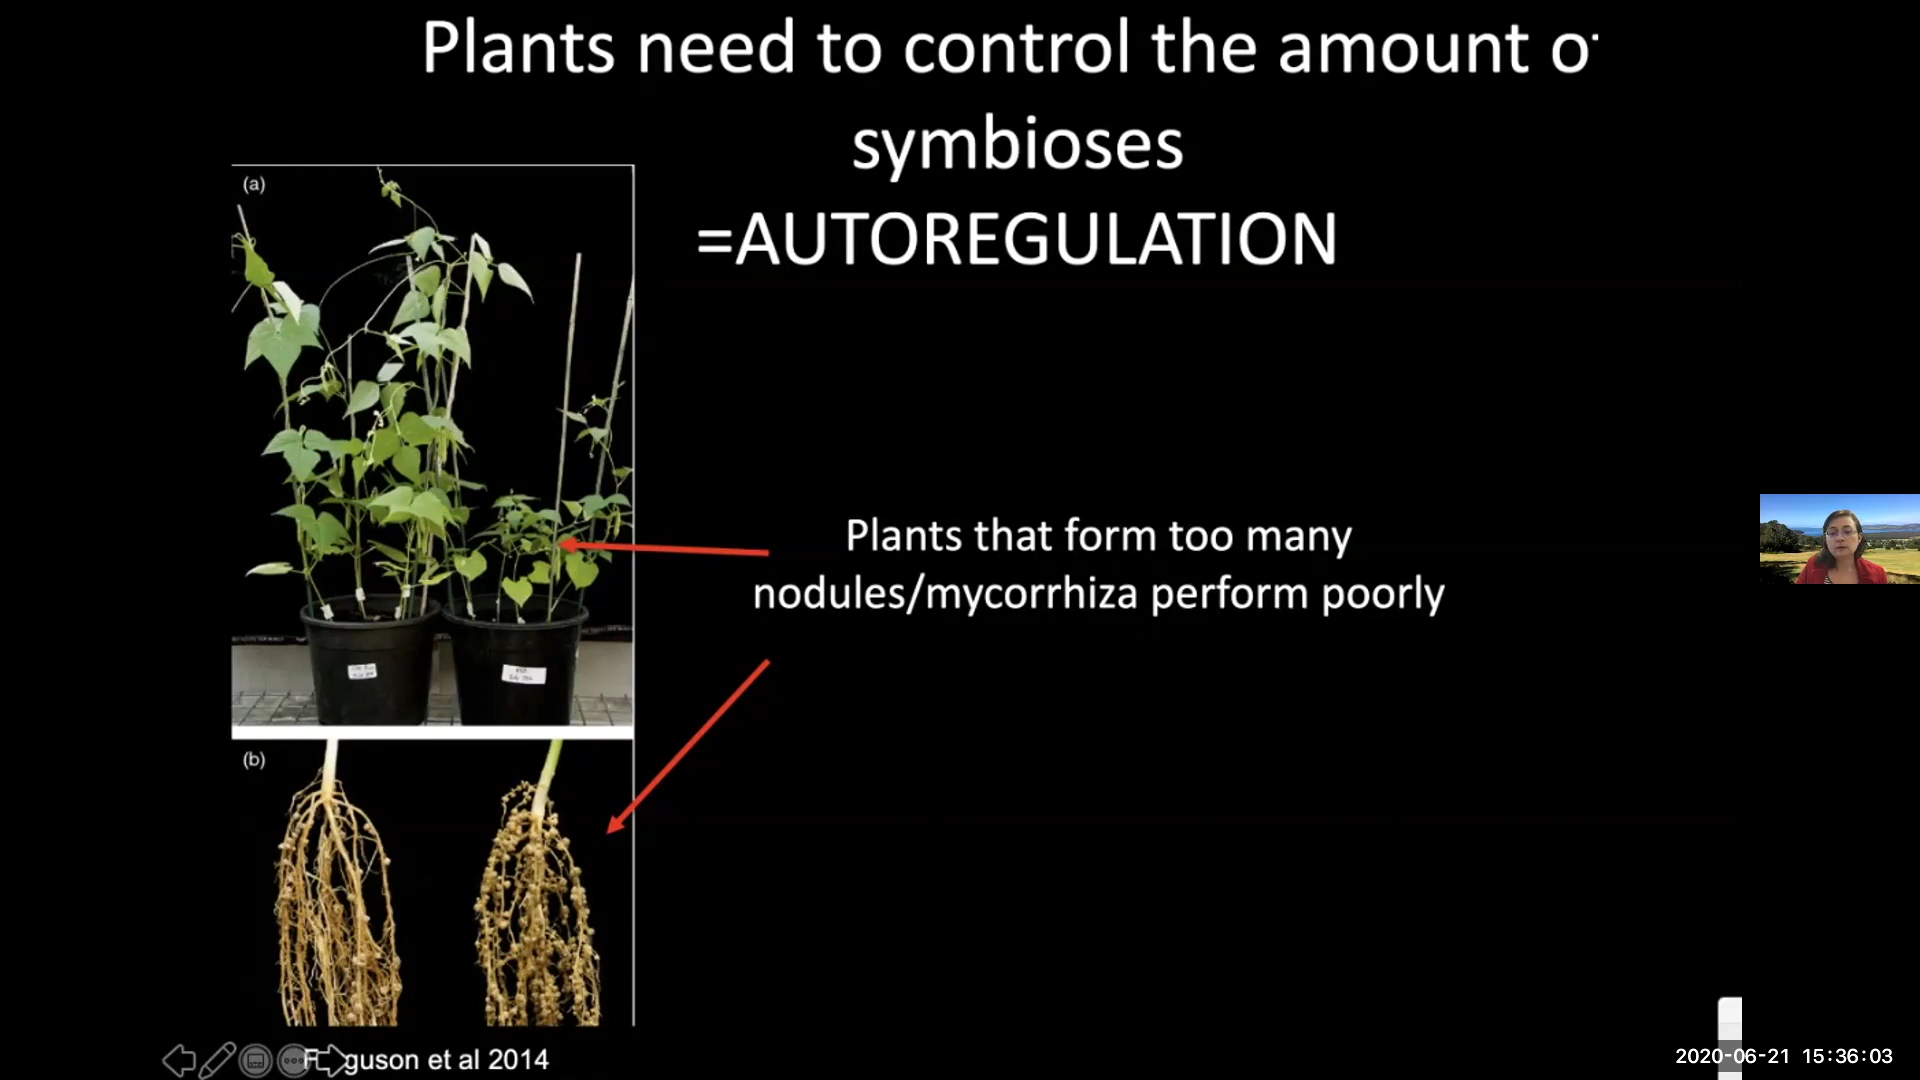 Plants need to control the amount o
symbioses
=AUTOREGULATION
(a)
Plants that form too many
nodules/mycorrhiza perform poorly
(b)
guson et al 2014
2020-06-21 15:36:03